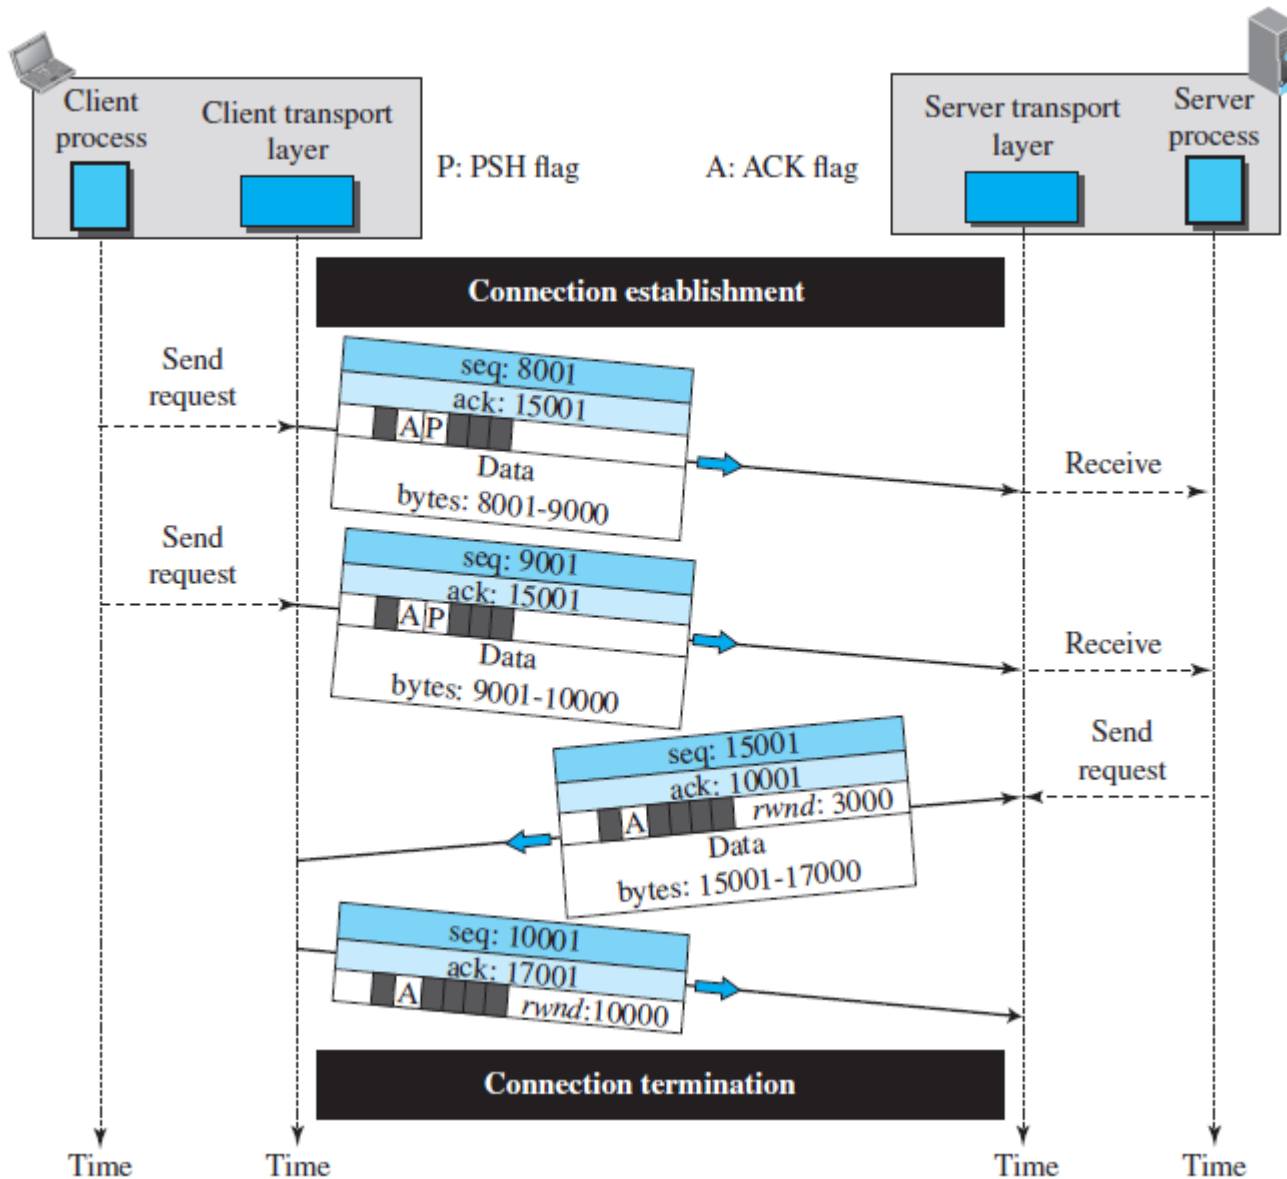 Client
process
Client transport
layer
P: PSH flag
A: ACK flag
Server transport
layer
Server
process
Connection establishment
Send
request
seq: 8001
ack: 15001
A P
Data
bytes: 8001-9000
Receive
Send
request
seq: 9001
ack: 15001
A P
Data
bytes: 9001-10000
Receive
Send
request
seq: 15001
ack: 10001
A rwnd: 3000
Data
bytes: 15001-17000
seq: 10001
ack: 17001
A rwnd:10000
Connection termination
Time
Time
Time
Time